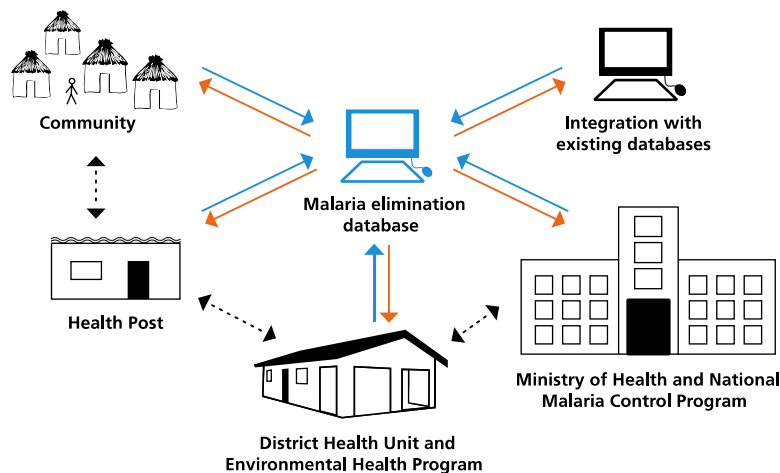 Community
Integration with
existing databases
Malaria elimination
database
Health Post
Ministry of Health and National
Malaria Control Program
District Health Unit and
Environmental Health Program